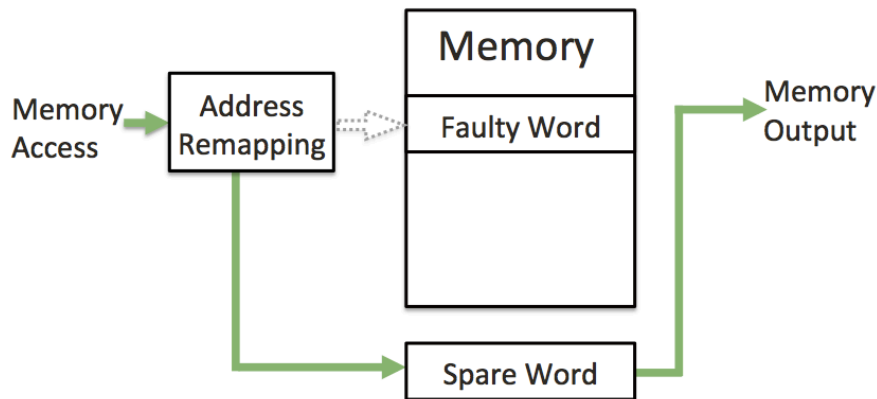 Memory
Access
Address
Remapping
Memory
Faulty Word
Spare Word
Memory
Output